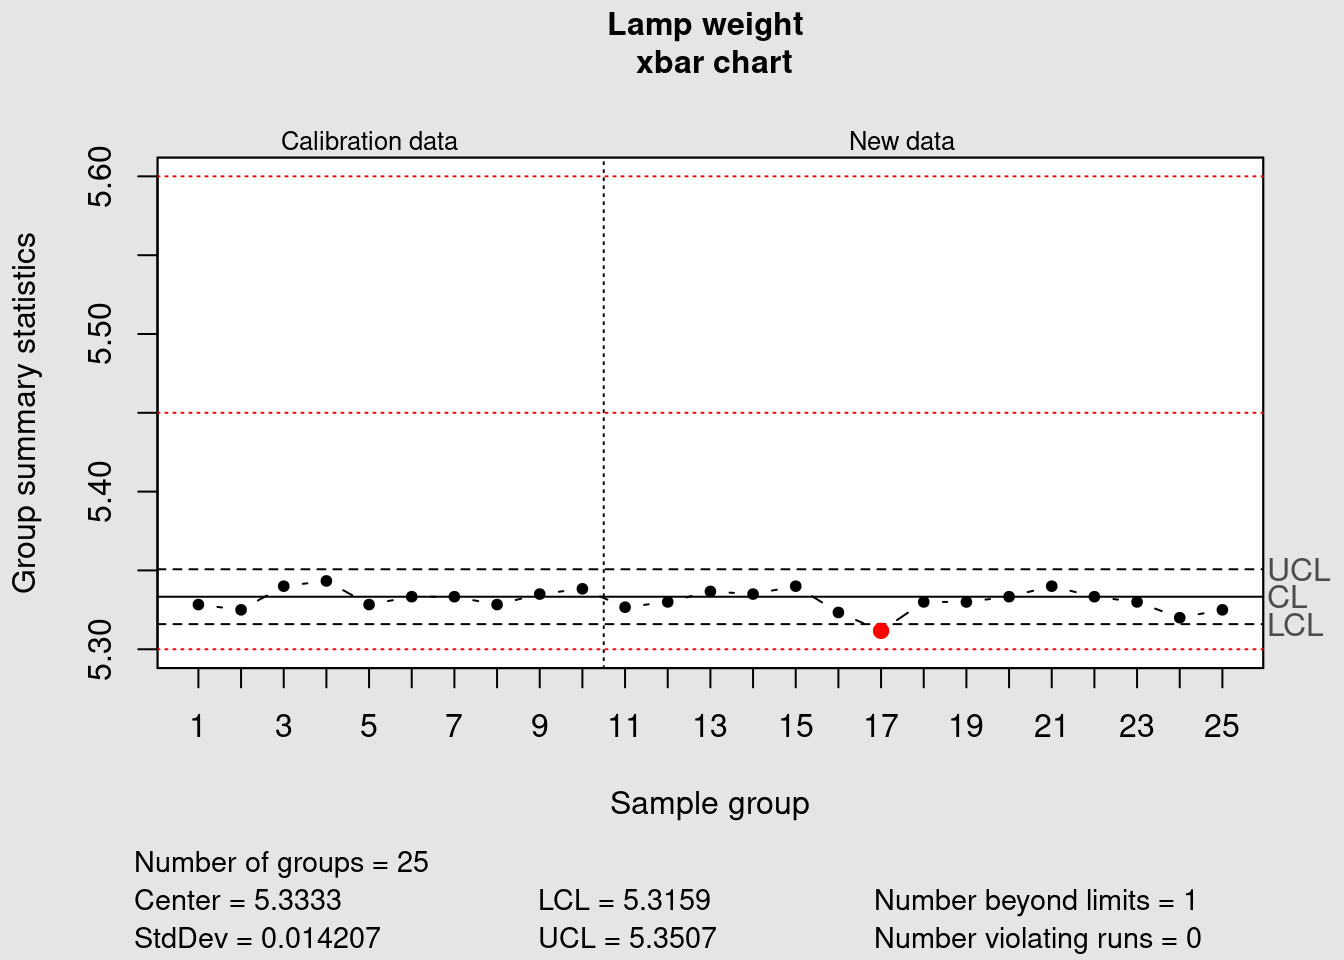 Lamp weight
xbar chart
Calibration data
New data
Group summary statistics
5.60
5.50
5.40
5.30
UCL
CL
LCL
1 3 5 7 9 11 13 15 17 19 21 23 25
Sample group
Number of groups = 25
Center = 5.3333
LCL = 5.3159
Number beyond limits = 1
StdDev = 0.014207
UCL = 5.3507
Number violating runs = 0